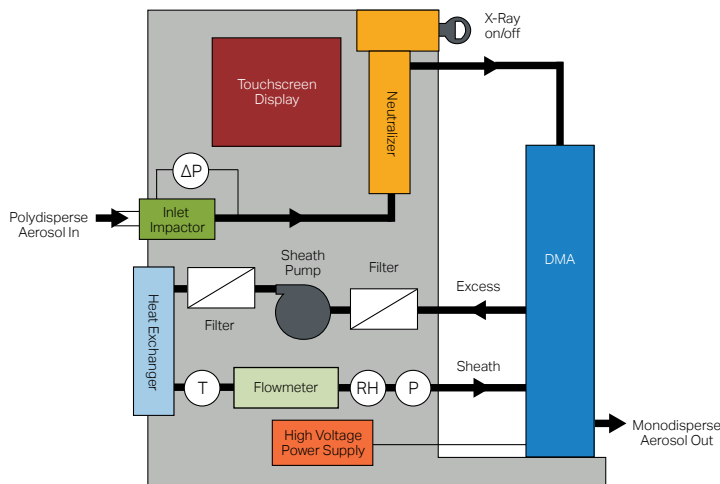 X-Ray
on/off
Touchscreen
Display
Neutralizer
ΔP
Polydisperse
Aerosol In
Inlet
Impactor
Sheath
Pump
Filter
DMA
Heat Exchanger
Filter
Excess
T
Flowmeter
RH
P
Sheath
High Voltage
Power Supply
Monodisperse
Aerosol Out